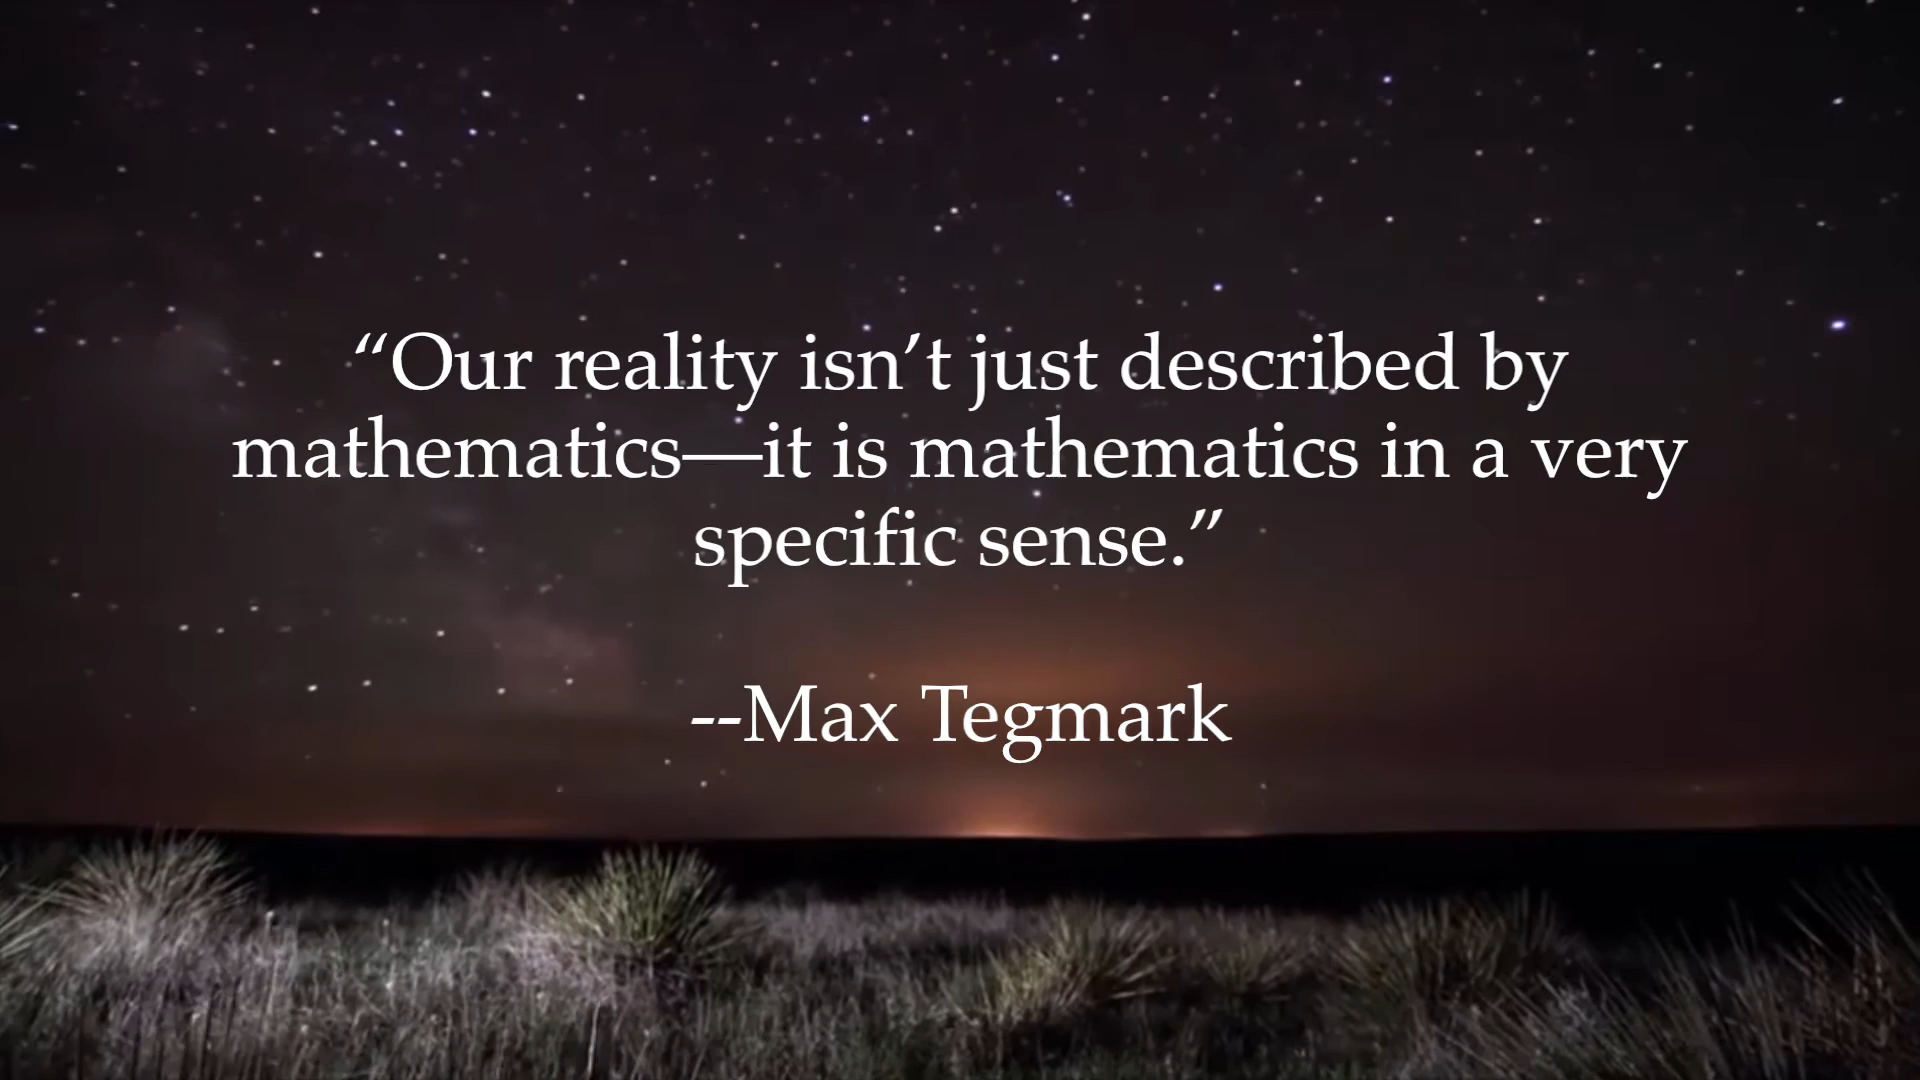 “Our reality isn’t just described by
mathematics—it is mathematics in a very
specific sense.”
--Max Tegmark